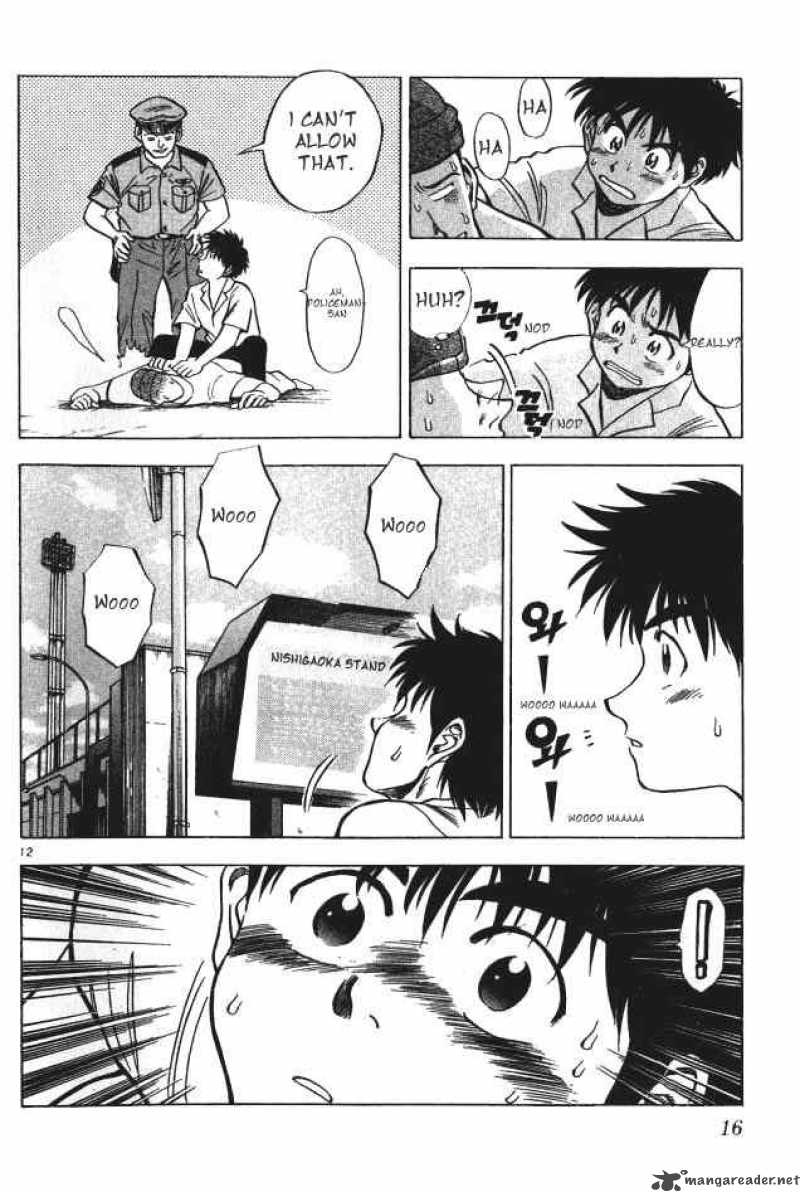 I CAN'T
ALLOW
THAT.
AH,
POLICEMAN-
SAN
HA
HA
HUH?
끄덕
NOD
끄덕
NOD
REALLY?
WOOO
WOOO
WOOO
NISHIGAOKA STAND
와
WOOOO WAAAAA
와
WOOOO WAAAAA
12
!
16
mangareader.net